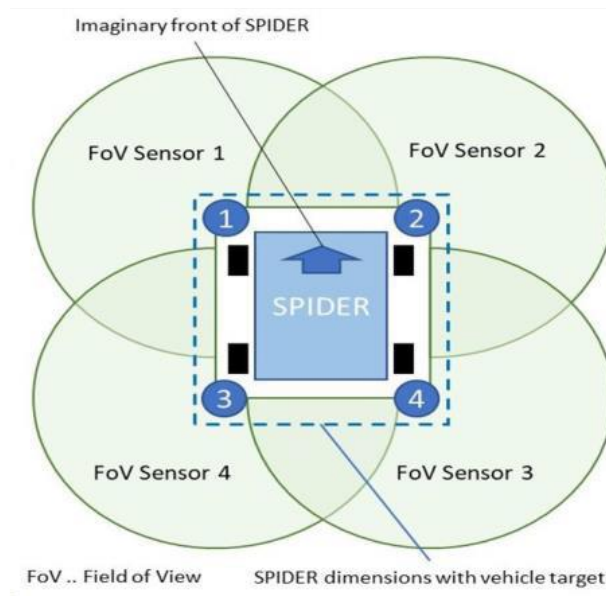 Imaginary front of SPIDER
FoV Sensor 1
FoV Sensor 2
1
2
SPIDER
3
4
FoV Sensor 4
FoV Sensor 3
FoV .. Field of View
SPIDER dimensions with vehicle target